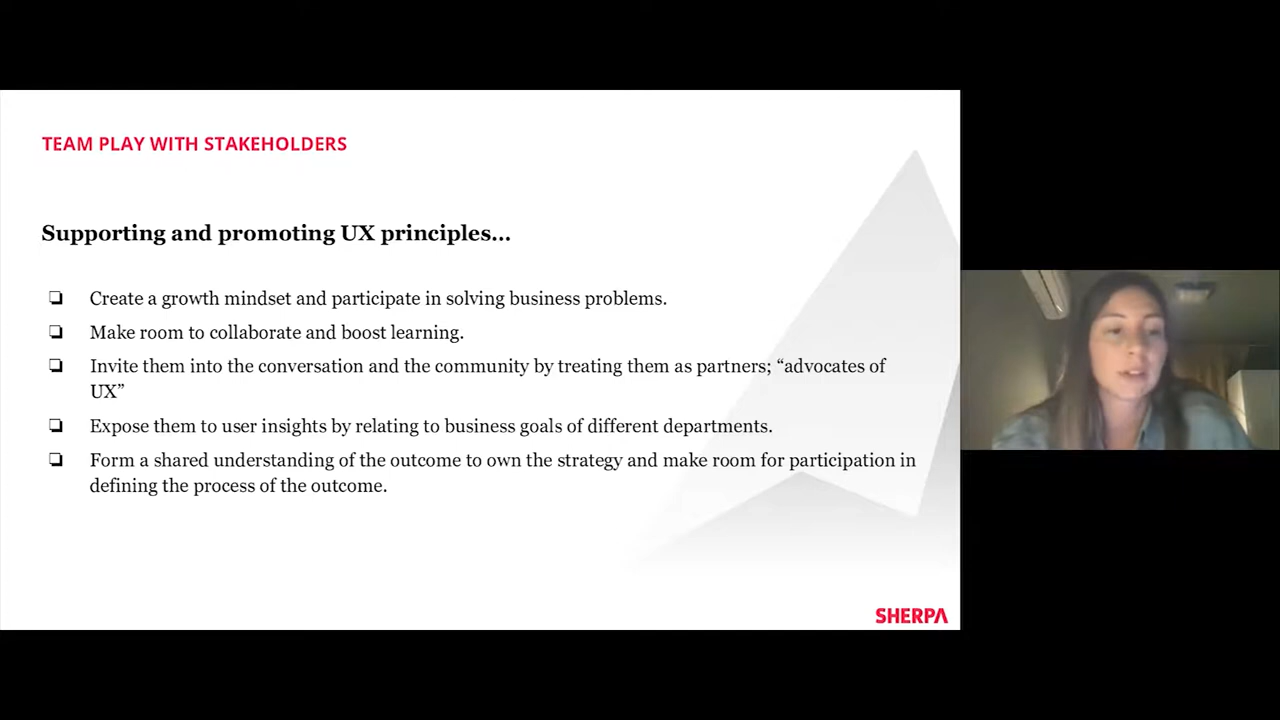 TEAM PLAY WITH STAKEHOLDERS
Supporting and promoting UX principles...
❏ Create a growth mindset and participate in solving business problems.
❏ Make room to collaborate and boost learning.
❏ Invite them into the conversation and the community by treating them as partners; “advocates of
UX”
❏ Expose them to user insights by relating to business goals of different departments.
❏ Form a shared understanding of the outcome to own the strategy and make room for participation in
defining the process of the outcome.
SHERPA